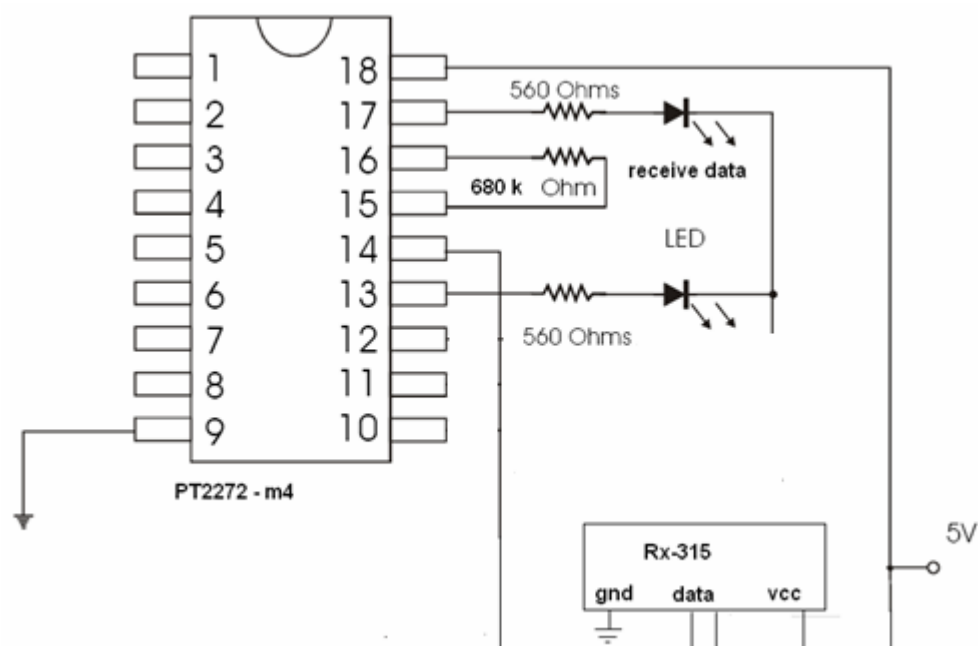 1 18
2 17
3 16
4 15
5 14
6 13
7 12
8 11
9 10
560 Ohms
receive data
680 k Ohm
LED
560 Ohms
PT2272 - m4
5V
Rx-315
gnd data vcc